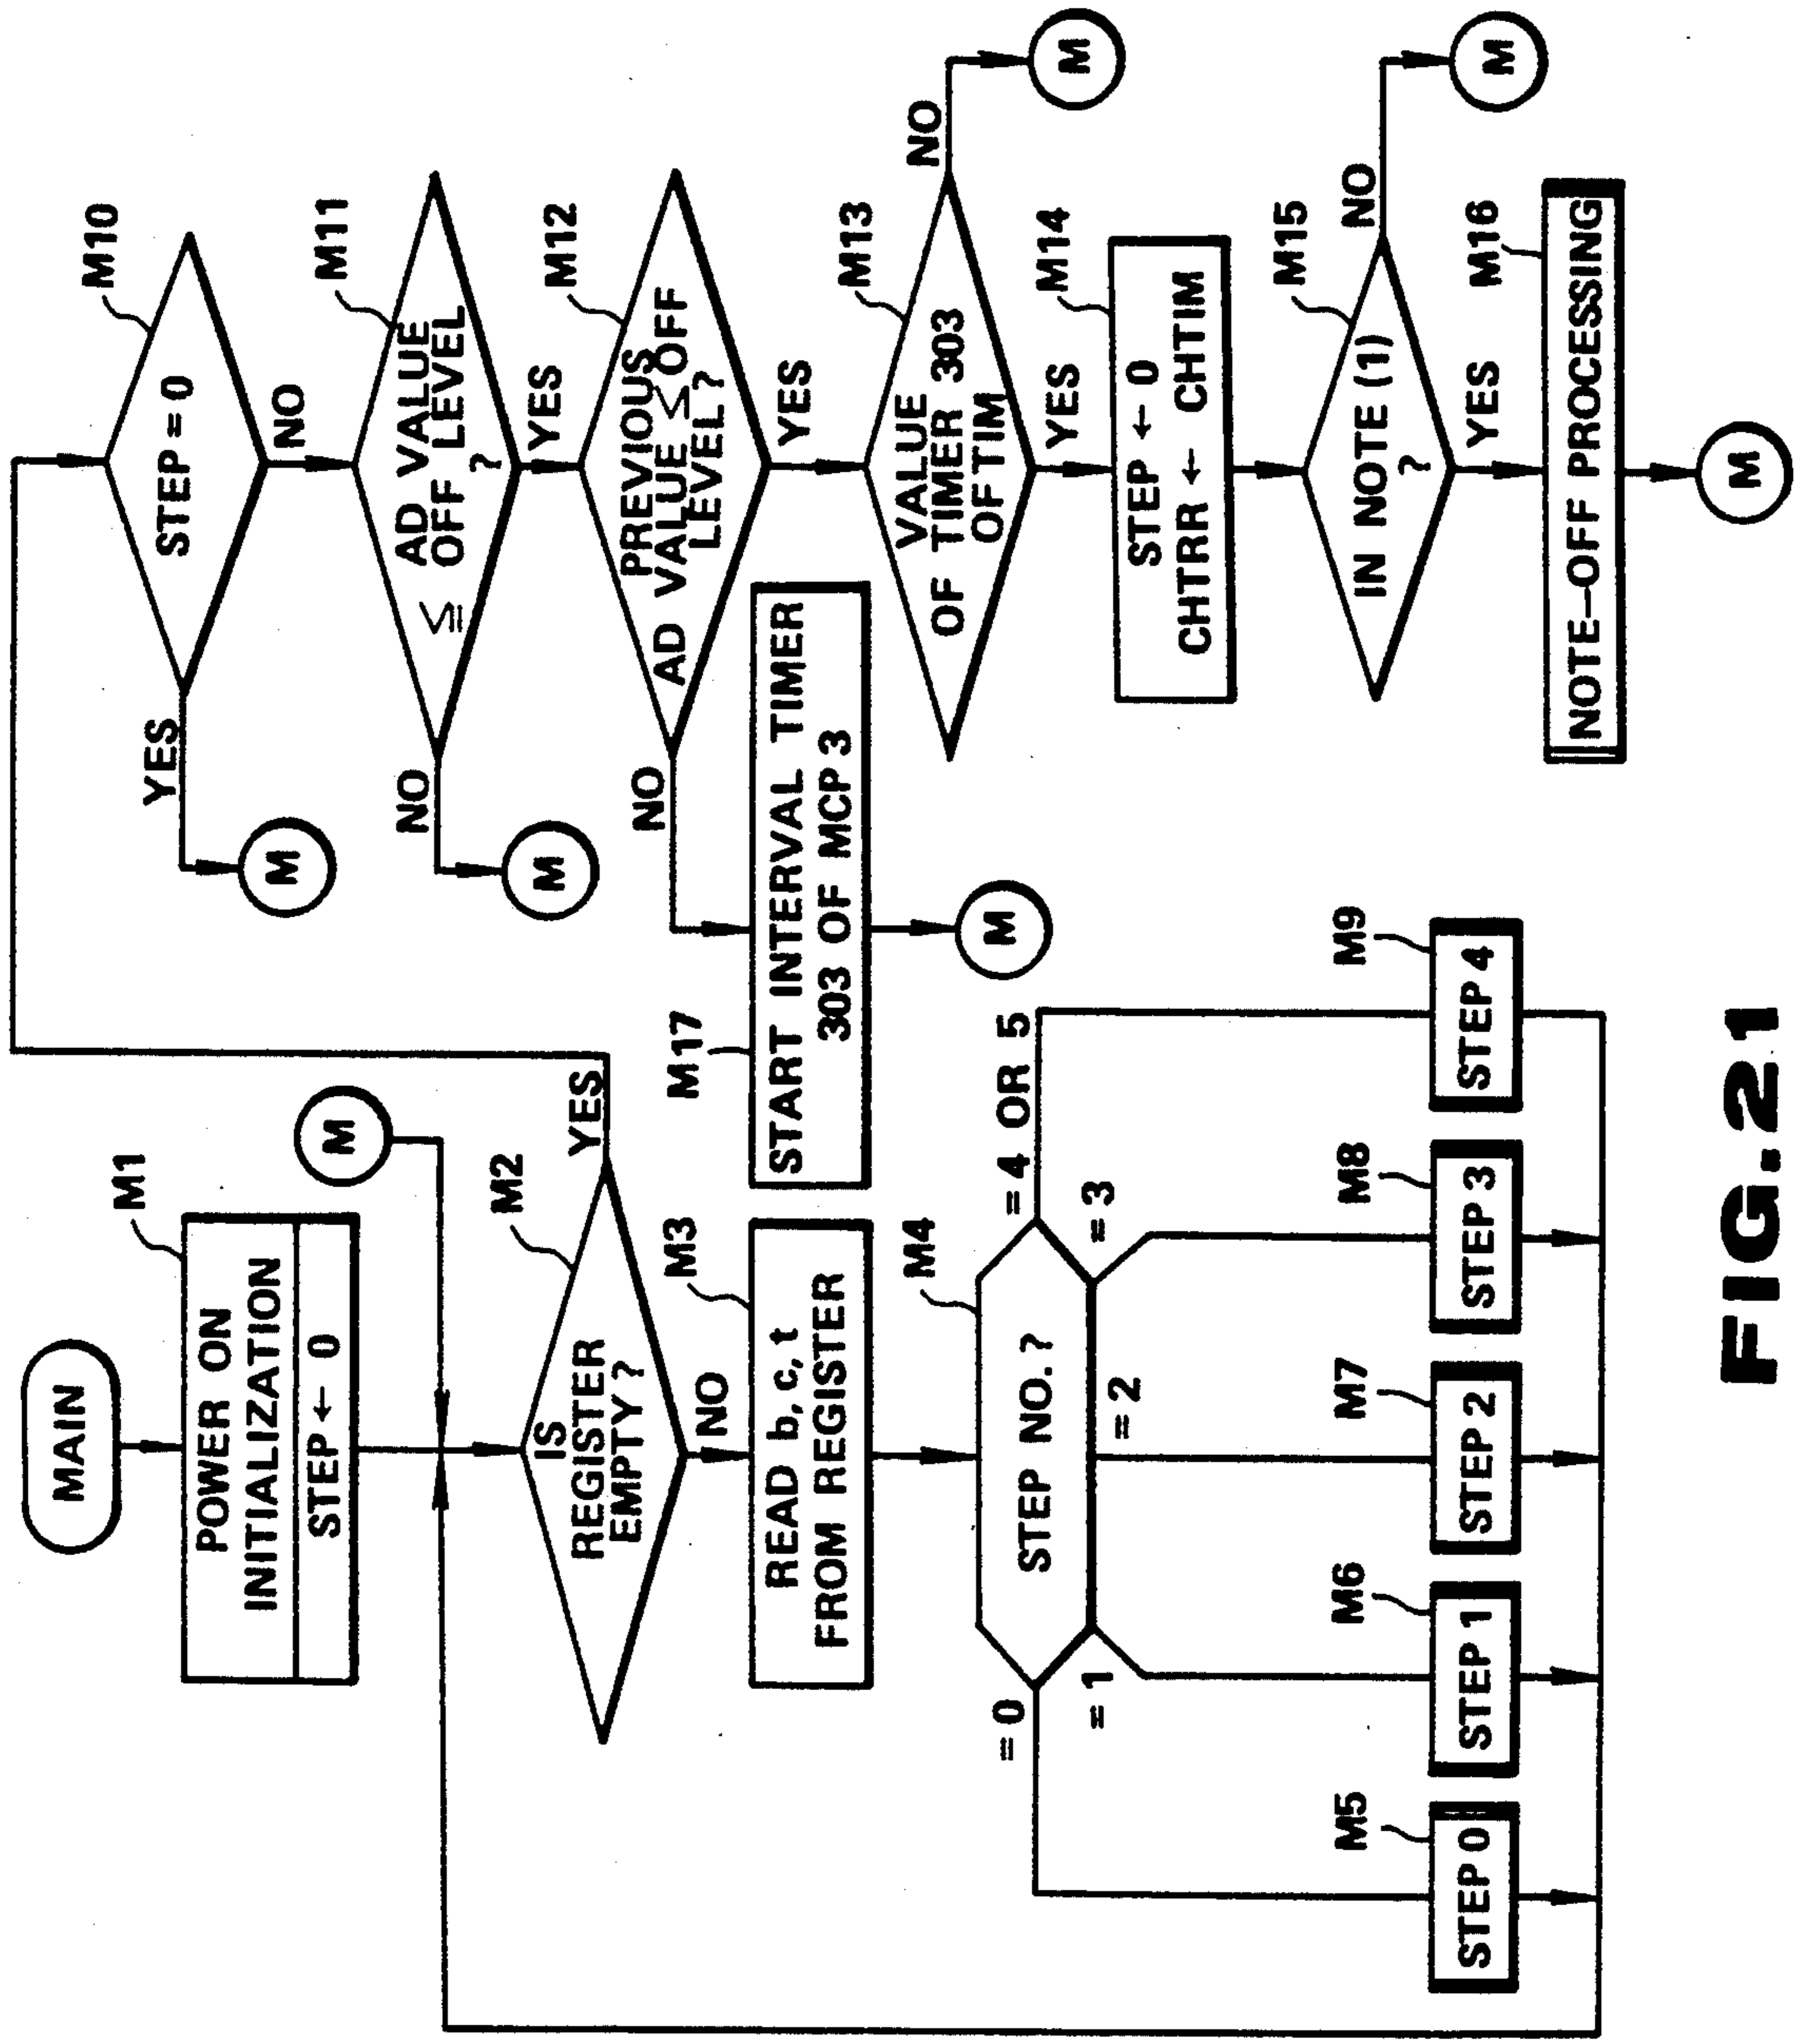 MAIN
M1
POWER ON
INITIALIZATION
STEP ← 0
M
M2
IS
REGISTER
EMPTY?
YES
NO
M3
READ b, c, t
FROM REGISTER
M4
STEP NO.?
= 0
= 1
= 2
= 3
= 4 OR 5
M5
STEP 0
M6
STEP 1
M7
STEP 2
M8
STEP 3
M9
STEP 4
M10
STEP = 0
YES
M
NO
M11
AD VALUE
≦ OFF LEVEL
?
NO
M
YES
M12
PREVIOUS
AD VALUE ≦ OFF
LEVEL?
NO
M17
START INTERVAL TIMER
303 OF MCP 3
M
YES
M13
VALUE
OF TIMER 303
OFTIM
NO
M
YES
M14
STEP ← 0
CHTRR ← CHTIM
M15
IN NOTE (1)
?
NO
M
YES
M16
NOTE-OFF PROCESSING
M
FIG.21